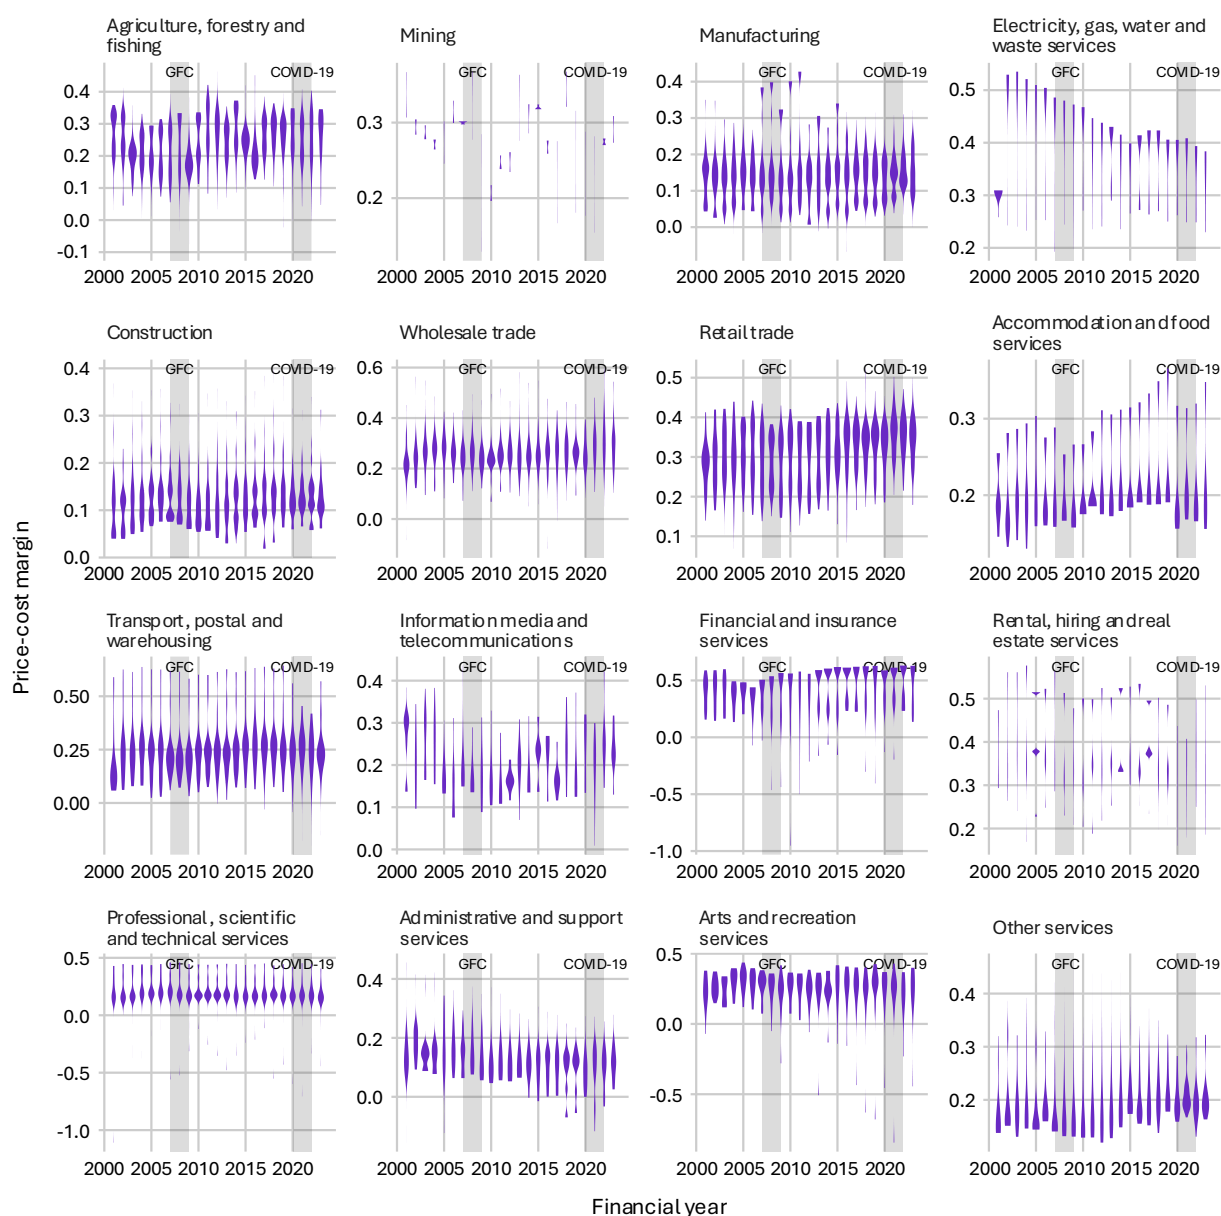 Agriculture, forestry and
fishing
GFC
COVID-19
0.4
0.3
0.2
0.1
0.0
-0.1
2000 2005 2010 2015 2020
Mining
GFC
COVID-19
0.3
0.2
2000 2005 2010 2015 2020
Manufacturing
GFC
COVID-19
0.4
0.3
0.2
0.1
0.0
2000 2005 2010 2015 2020
Electricity, gas, water and
waste services
GFC
COVID-19
0.5
0.4
0.3
0.2
2000 2005 2010 2015 2020
Construction
GFC
COVID-19
0.4
0.3
0.2
0.1
0.0
2000 2005 2010 2015 2020
Wholesale trade
GFC
COVID-19
0.6
0.4
0.2
0.0
2000 2005 2010 2015 2020
Retail trade
GFC
COVID-19
0.5
0.4
0.3
0.2
0.1
2000 2005 2010 2015 2020
Accommodation and food
services
GFC
COVID-19
0.3
0.2
2000 2005 2010 2015 2020
Price-cost margin
Transport, postal and
warehousing
GFC
COVID-19
0.50
0.25
0.00
2000 2005 2010 2015 2020
Information media and
telecommunications
GFC
COVID-19
0.4
0.3
0.2
0.1
0.0
2000 2005 2010 2015 2020
Financial and insurance
services
GFC
COVID-19
0.5
0.0
-0.5
-1.0
2000 2005 2010 2015 2020
Rental, hiring and real
estate services
GFC
COVID-19
0.5
0.4
0.3
0.2
2000 2005 2010 2015 2020
Professional, scientific
and technical services
GFC
COVID-19
0.5
0.0
-0.5
-1.0
2000 2005 2010 2015 2020
Administrative and support
services
GFC
COVID-19
0.4
0.2
0.0
2000 2005 2010 2015 2020
Arts and recreation
services
GFC
COVID-19
0.5
0.0
-0.5
2000 2005 2010 2015 2020
Other services
GFC
COVID-19
0.4
0.3
0.2
2000 2005 2010 2015 2020
Financial year